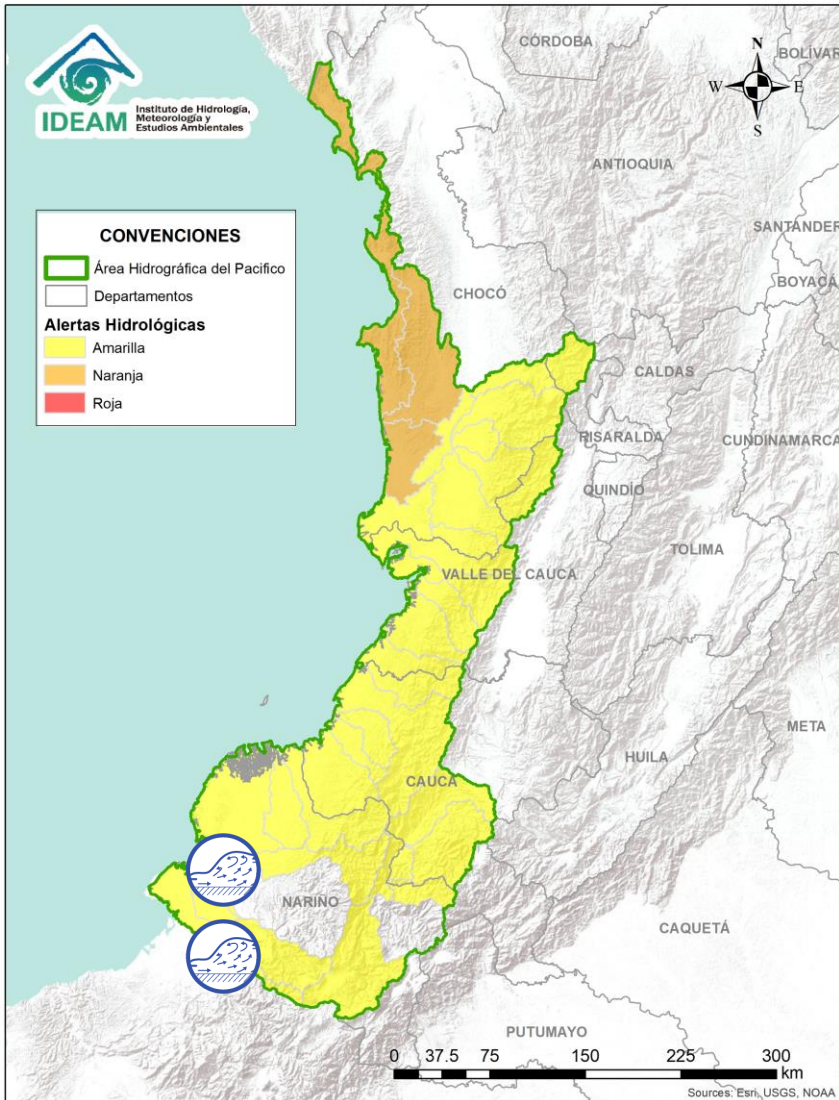 IDEAM
Instituto de Hidrología,
Meteorología y
Estudios Ambientales
CÓRDOBA
BOLÍVAR
N
W
E
S
ANTIOQUIA
SANTANDER
BOYACÁ
CHOCÓ
CONVENCIONES
Área Hidrográfica del Pacifico
Departamentos
Alertas Hidrológicas
Amarilla
Naranja
Roja
CALDAS
RISARALDA
CUNDINAMARCA
QUINDÍO
TOLIMA
VALLE DEL CAUCA
META
HUILA
CAUCA
NARIÑO
CAQUETÁ
PUTUMAYO
0 37.5 75 150 225 300
km
Sources: Esri, USGS, NOAA